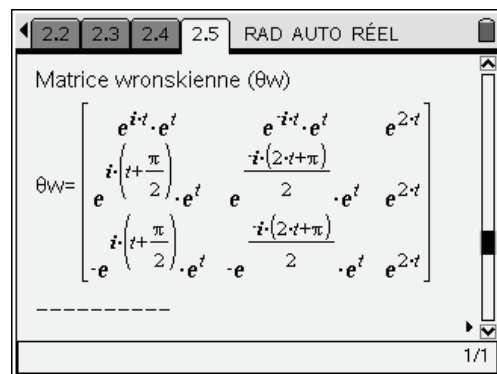 2.2 2.3 2.4 2.5 RAD AUTO RÉEL
Matrice wronskienne (θw)
θw=[e^(i·t)·e^t e^(-i·t)·e^t e^(2·t)
e^(i·(t+π/2))·e^t e^(-i·(2·t+π)/2)·e^t e^(2·t)
-e^(i·(t+π/2))·e^t -e^(-i·(2·t+π)/2)·e^t e^(2·t)]
----------
1/1